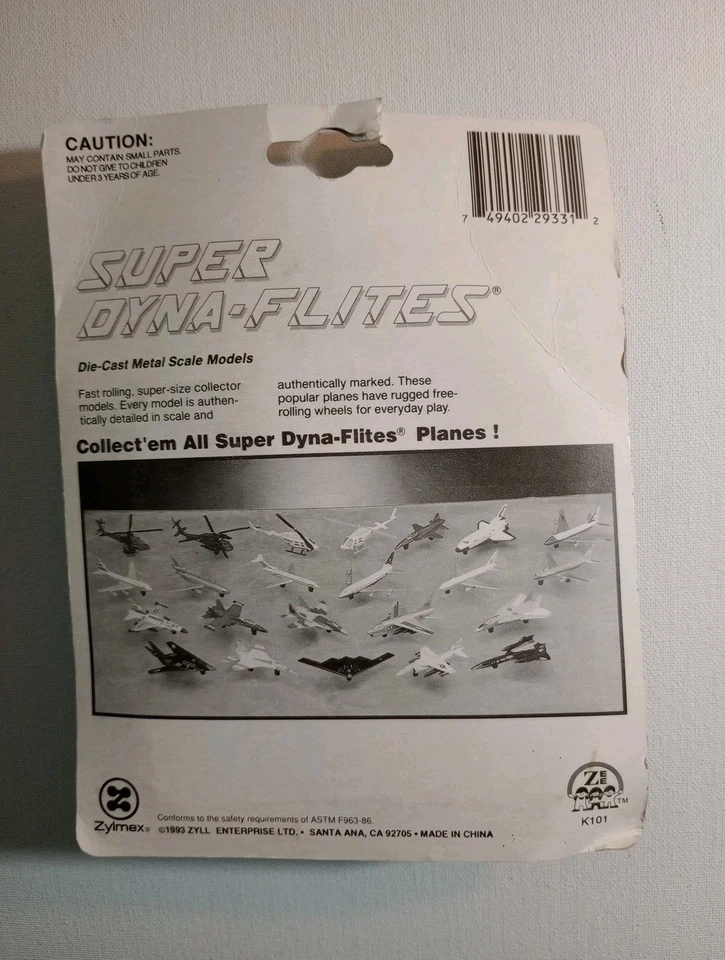 CAUTION:
MAY CONTAIN SMALL PARTS.
DO NOT GIVE TO CHILDREN
UNDER 3 YEARS OF AGE.
7 49402 29331 2
SUPER
DYNA-FLITES®
Die-Cast Metal Scale Models
Fast rolling, super-size collector
models. Every model is authen-
tically detailed in scale and
authentically marked. These
popular planes have rugged free-
rolling wheels for everyday play.
Collect'em All Super Dyna-Flites® Planes !
Zylmex®
Conforms to the safety requirements of ASTM F963-86.
©1993 ZYLL ENTERPRISE LTD. • SANTA ANA, CA 92705 • MADE IN CHINA
ZEE
TM
K101